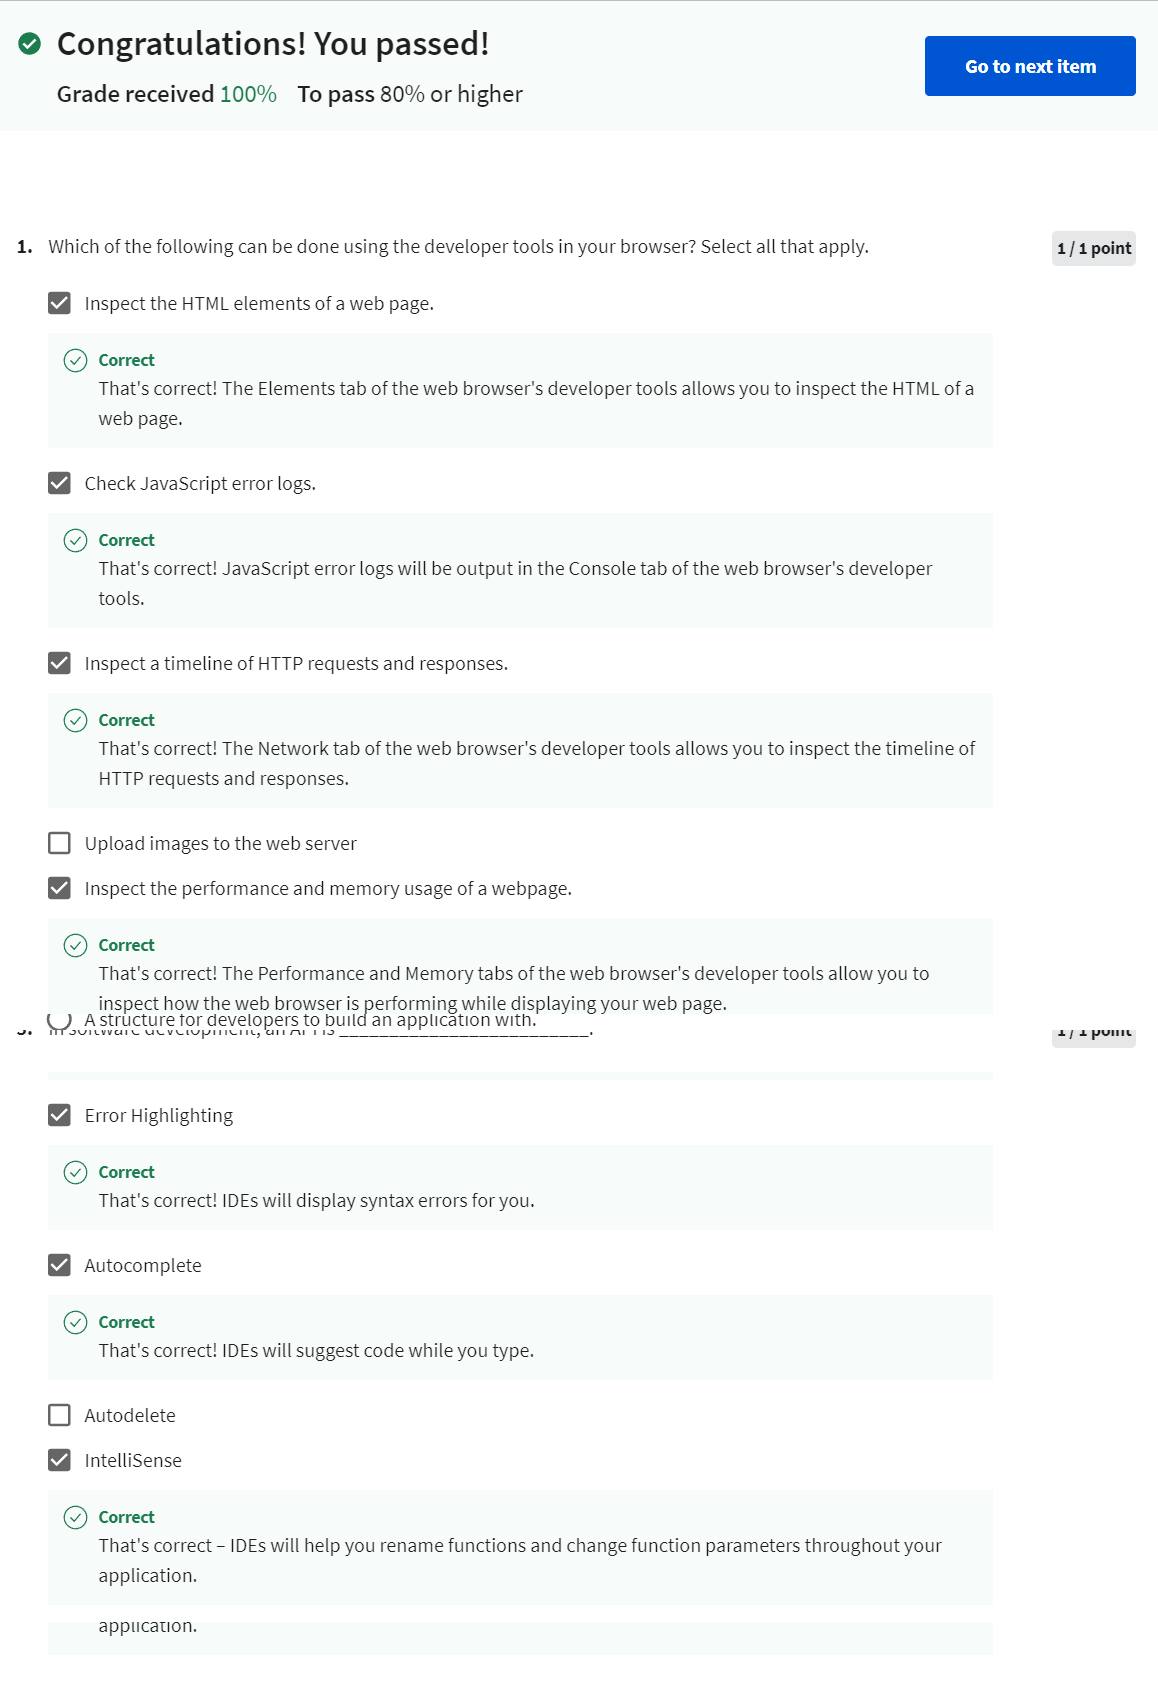 Congratulations! You passed!
Go to next item
Grade received 100% To pass 80% or higher
1. Which of the following can be done using the developer tools in your browser? Select all that apply.
1 / 1 point
Inspect the HTML elements of a web page.
Correct
That's correct! The Elements tab of the web browser's developer tools allows you to inspect the HTML of a
web page.
Check JavaScript error logs.
Correct
That's correct! JavaScript error logs will be output in the Console tab of the web browser's developer
tools.
Inspect a timeline of HTTP requests and responses.
Correct
That's correct! The Network tab of the web browser's developer tools allows you to inspect the timeline of
HTTP requests and responses.
Upload images to the web server
Inspect the performance and memory usage of a webpage.
Correct
That's correct! The Performance and Memory tabs of the web browser's developer tools allow you to
inspect how the web browser is performing while displaying your web page.
A structure for developers to build an application with.
In software development, an API is _________________________.
1 / 1 point
Error Highlighting
Correct
That's correct! IDEs will display syntax errors for you.
Autocomplete
Correct
That's correct! IDEs will suggest code while you type.
Autodelete
IntelliSense
Correct
That's correct – IDEs will help you rename functions and change function parameters throughout your
application.
application.